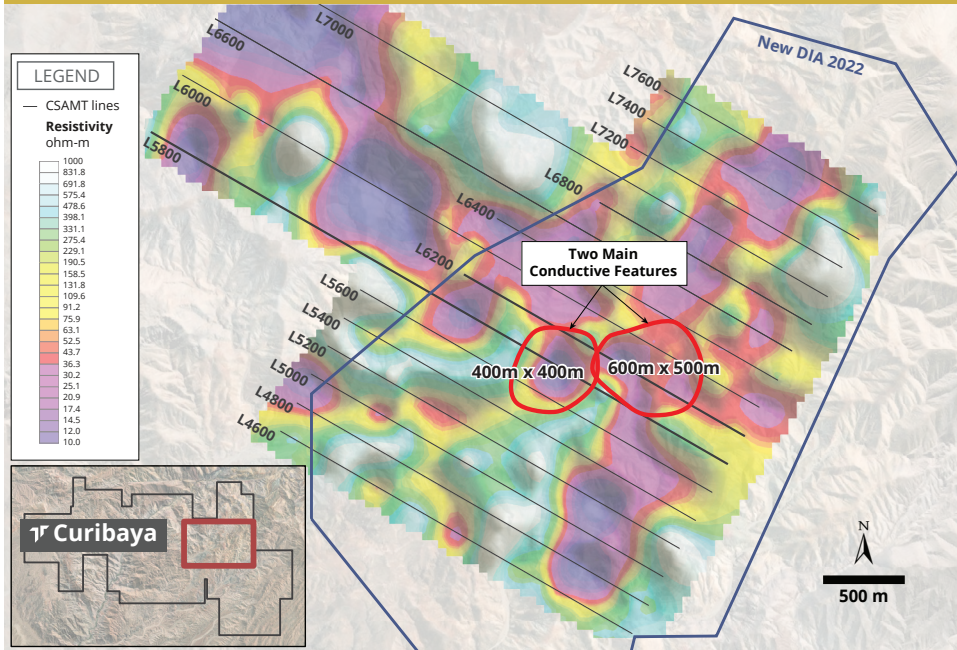 LEGEND
CSAMT lines
Resistivity
ohm-m
1000
831.8
691.8
575.4
478.6
398.1
331.1
275.4
229.1
190.5
158.5
131.8
109.6
91.2
75.9
63.1
52.5
43.7
36.3
30.2
25.1
20.9
17.4
14.5
12.0
10.0
L7000
L6600
L6000
L5800
New DIA 2022
L7600
L7400
L7200
L6800
L6400
L6200
Two Main
Conductive Features
400m x 400m
600m x 500m
L5600
L5400
L5200
L5000
L4800
L4600
Curibaya
N
500 m